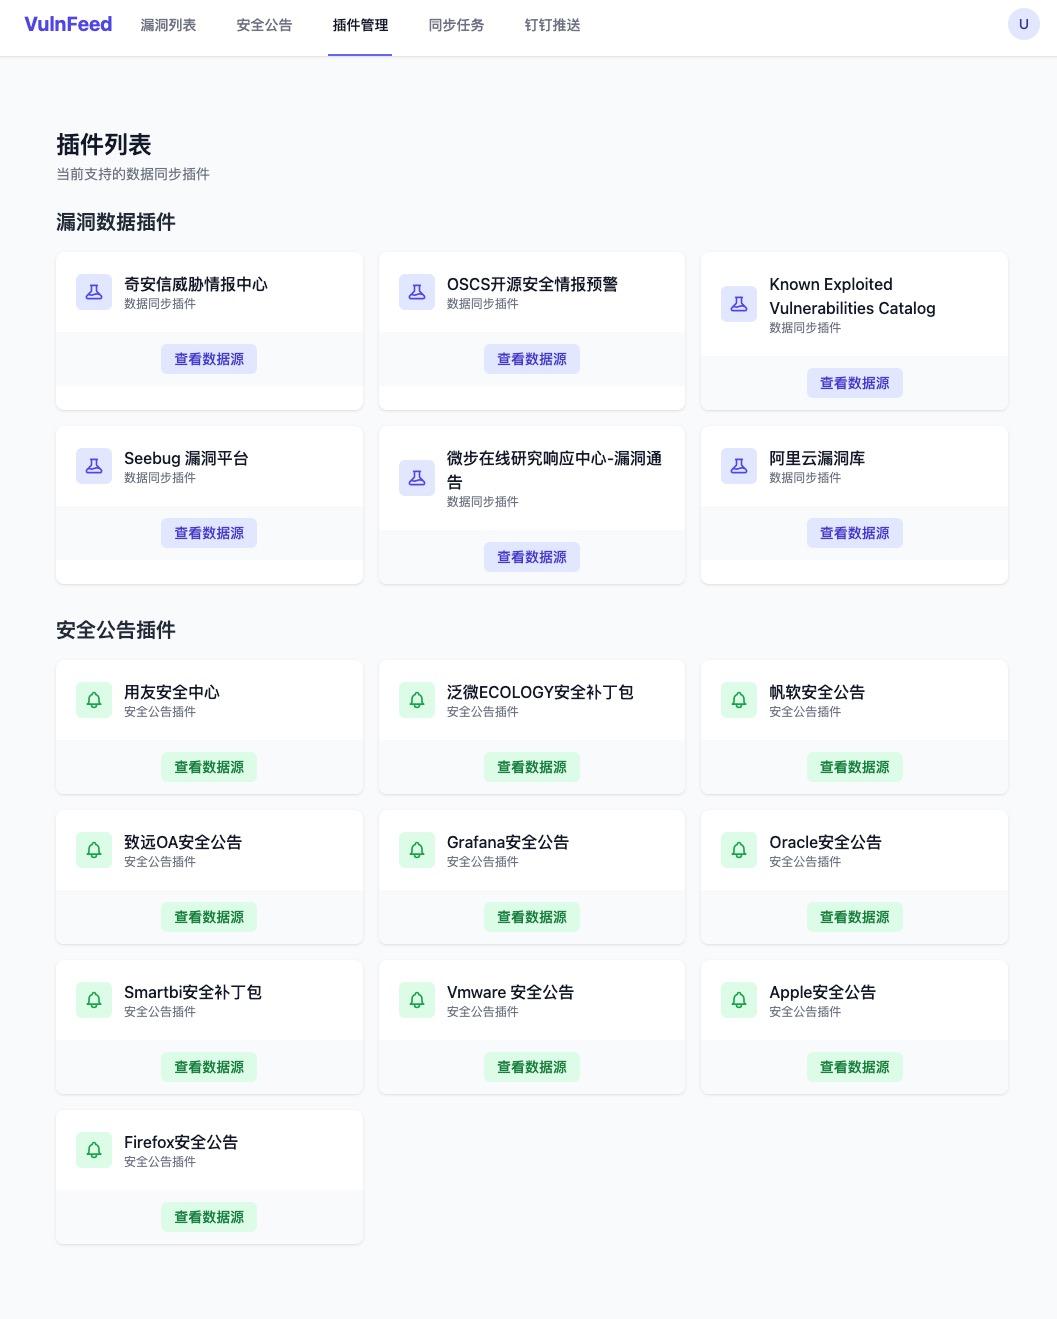 VulnFeed 漏洞列表 安全公告 插件管理 同步任务 钉钉推送 U
插件列表
当前支持的数据同步插件
漏洞数据插件
奇安信威胁情报中心
数据同步插件
查看数据源
OSCS开源安全情报预警
数据同步插件
查看数据源
Known Exploited
Vulnerabilities Catalog
数据同步插件
查看数据源
Seebug 漏洞平台
数据同步插件
查看数据源
微步在线研究响应中心-漏洞通
告
数据同步插件
查看数据源
阿里云漏洞库
数据同步插件
查看数据源
安全公告插件
用友安全中心
安全公告插件
查看数据源
泛微ECOLOGY安全补丁包
安全公告插件
查看数据源
帆软安全公告
安全公告插件
查看数据源
致远OA安全公告
安全公告插件
查看数据源
Grafana安全公告
安全公告插件
查看数据源
Oracle安全公告
安全公告插件
查看数据源
Smartbi安全补丁包
安全公告插件
查看数据源
Vmware 安全公告
安全公告插件
查看数据源
Apple安全公告
安全公告插件
查看数据源
Firefox安全公告
安全公告插件
查看数据源